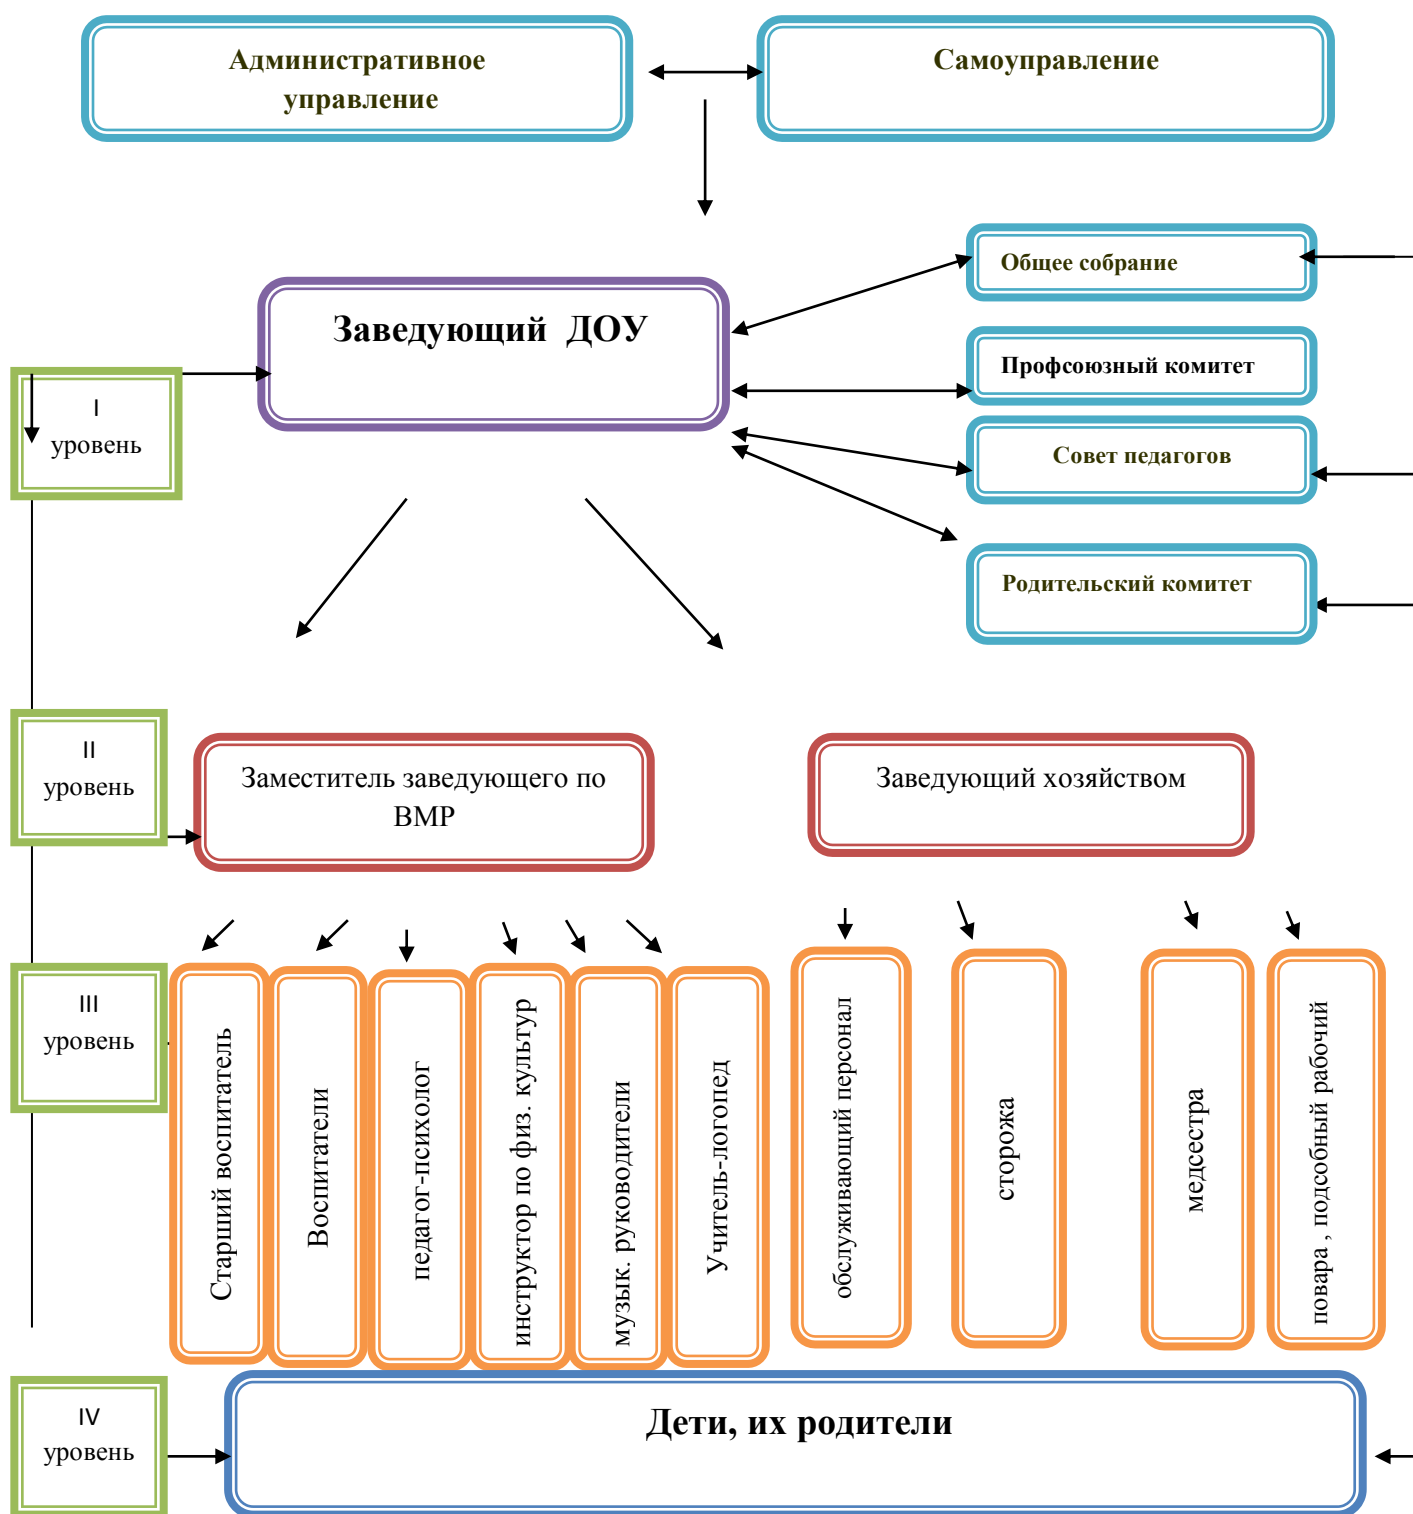 Административное
управление
Самоуправление
Общее собрание
Заведующий ДОУ
Профсоюзный комитет
I
уровень
Совет педагогов
Родительский комитет
II
уровень
Заместитель заведующего по
ВМР
Заведующий хозяйством
III
уровень
Старший воспитатель
Воспитатели
педагог-психолог
инструктор по физ. культур
музык. руководители
Учитель-логопед
обслуживающий персонал
сторожа
медсестра
повара , подсобный рабочий
IV
уровень
Дети, их родители